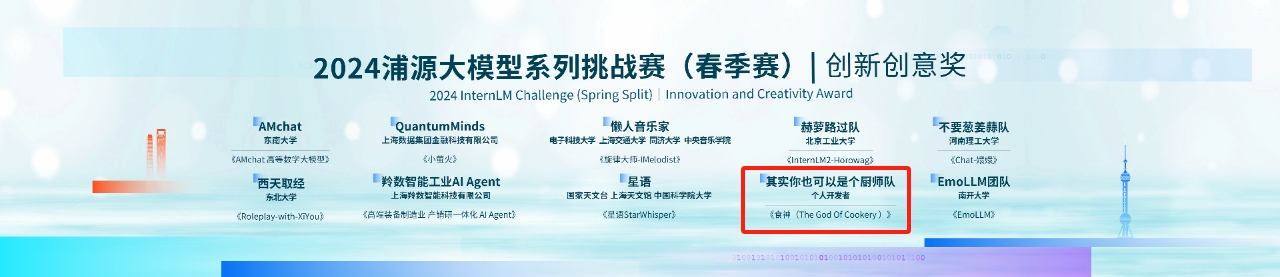 2024浦源大模型系列挑战赛（春季赛）| 创新创意奖
2024 InternLM Challenge (Spring Split) | Innovation and Creativity Award
AMchat
东南大学
《AMchat 高等数学大模型》
QuantumMinds
上海数据集团金融科技有限公司
《小萤火》
懒人音乐家
电子科技大学 上海交通大学 同济大学 中央音乐学院
《旋律大师-IMelodist》
赫萝路过队
北京工业大学
《InternLM2-Horowag》
不要葱姜蒜队
河南理工大学
《Chat-嬛嬛》
西天取经
东北大学
《Roleplay-with-XiYou》
羚数智能工业AI Agent
上海羚数智能科技有限公司
《高端装备制造业 产销研一体化 AI Agent》
星语
国家天文台 上海天文馆 中国科学院大学
《星语StarWhisper》
其实你也可以是个厨师队
个人开发者
《食神（The God Of Cookery ）》
EmoLLM团队
南开大学
《EmoLLM》